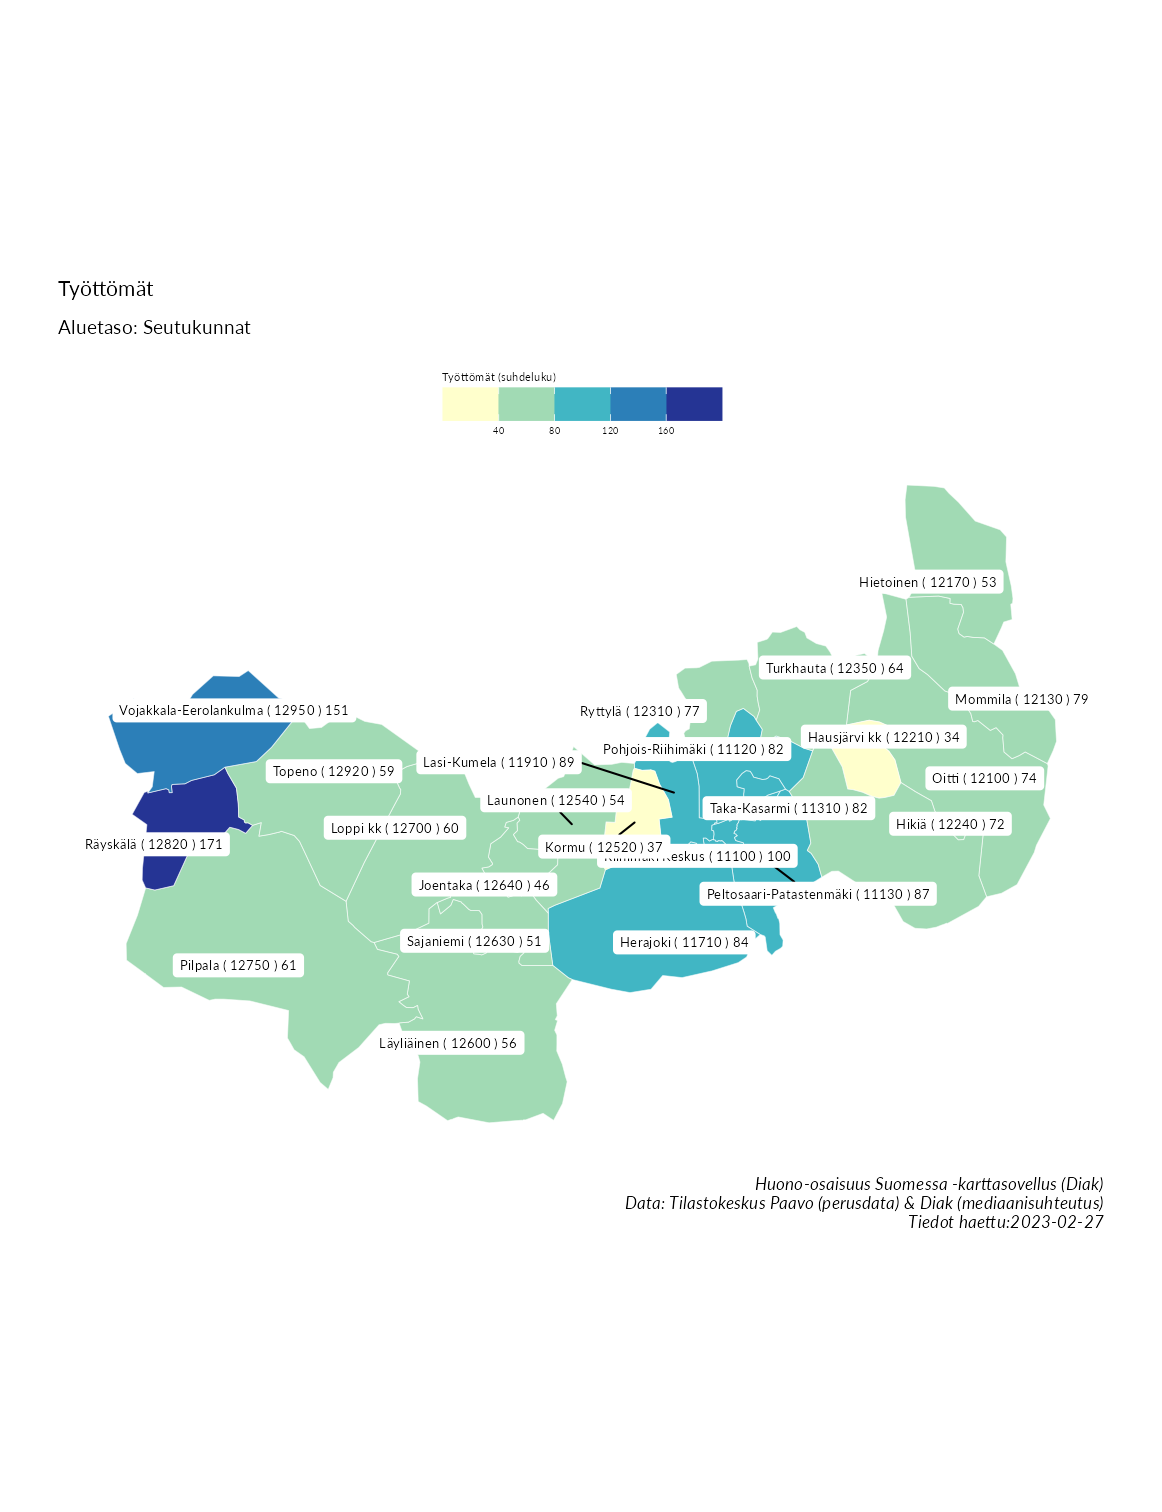 Työttömät
Aluetaso: Seutukunnat
Työttömät (suhdeluku)
40 80 120 160
Hietoinen ( 12170 ) 53
Turkhauta ( 12350 ) 64
Mommila ( 12130 ) 79
Vojakkala-Eerolankulma ( 12950 ) 151
Ryttylä ( 12310 ) 77
Hausjärvi kk ( 12210 ) 34
Pohjois-Riihimäki ( 11120 ) 82
Lasi-Kumela ( 11910 ) 89
Topeno ( 12920 ) 59
Oitti ( 12100 ) 74
Launonen ( 12540 ) 54
Taka-Kasarmi ( 11310 ) 82
Hikiä ( 12240 ) 72
Loppi kk ( 12700 ) 60
Räyskälä ( 12820 ) 171
Kormu ( 12520 ) 37
Keskus ( 11100 ) 100
Joentaka ( 12640 ) 46
Peltosaari-Patastenmäki ( 11130 ) 87
Sajaniemi ( 12630 ) 51
Herajoki ( 11710 ) 84
Pilpala ( 12750 ) 61
Läyliäinen ( 12600 ) 56
Huono-osaisuus Suomessa -karttasovellus (Diak)
Data: Tilastokeskus Paavo (perusdata) & Diak (mediaanisuhteutus)
Tiedot haettu:2023-02-27